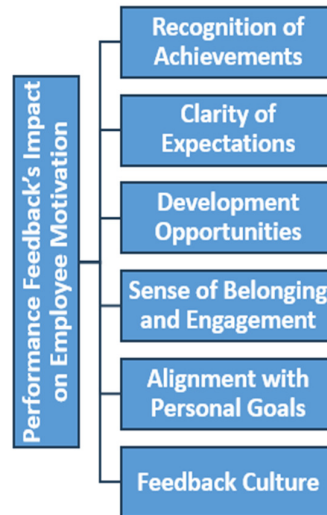 Performance Feedback's Impact
on Employee Motivation
Recognition of
Achievements
Clarity of
Expectations
Development
Opportunities
Sense of Belonging
and Engagement
Alignment with
Personal Goals
Feedback Culture